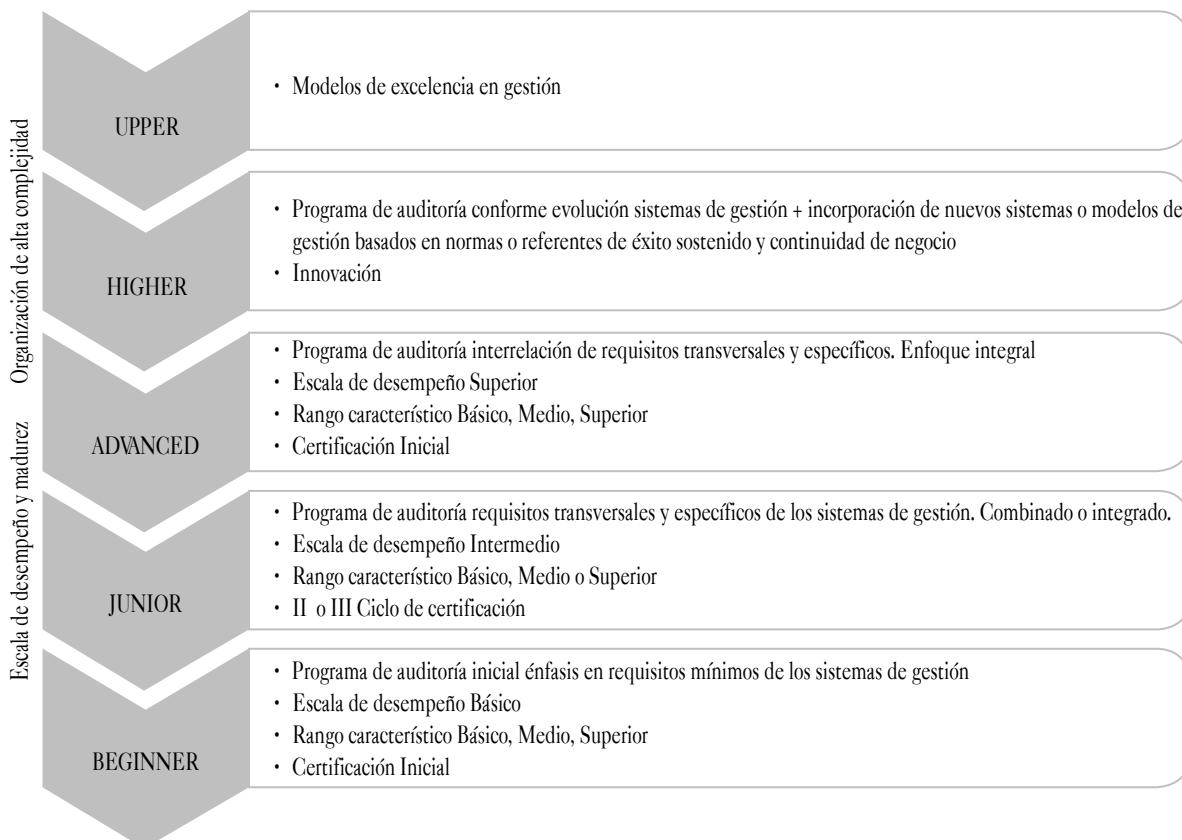 Organización de alta complejidad
Escala de desempeño y madurez
UPPER
• Modelos de excelencia en gestión
HIGHER
• Programa de auditoría conforme evolución sistemas de gestión + incorporación de nuevos sistemas o modelos de
gestión basados en normas o referentes de éxito sostenido y continuidad de negocio
• Innovación
ADVANCED
• Programa de auditoría interrelación de requisitos transversales y específicos. Enfoque integral
• Escala de desempeño Superior
• Rango característico Básico, Medio, Superior
• Certificación Inicial
JUNIOR
• Programa de auditoría requisitos transversales y específicos de los sistemas de gestión. Combinado o integrado.
• Escala de desempeño Intermedio
• Rango característico Básico, Medio o Superior
• II o III Ciclo de certificación
BEGINNER
• Programa de auditoría inicial énfasis en requisitos mínimos de los sistemas de gestión
• Escala de desempeño Básico
• Rango característico Básico, Medio, Superior
• Certificación Inicial